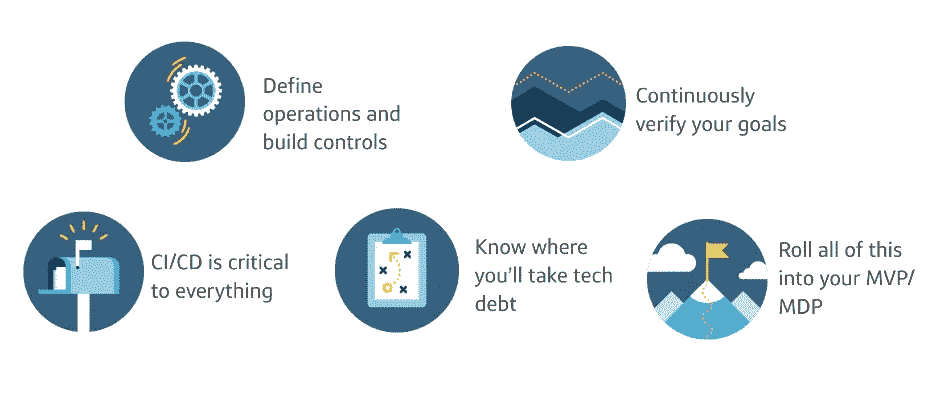 Define
operations and
build controls
Continuously
verify your goals
CI/CD is critical
to everything
Know where
you'll take tech
debt
Roll all of this
into your MVP/
MDP